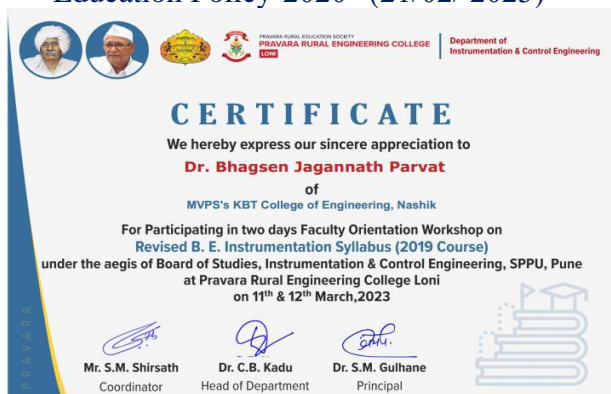 Education Policy-2020" (21/02/ 2023)
PRAVARA RURAL EDUCATION SOCIETY
PRAVARA RURAL ENGINEERING COLLEGE
LONI
Department of
Instrumentation & Control Engineering
CERTIFICATE
We hereby express our sincere appreciation to
Dr. Bhagsen Jagannath Parvat
of
MVPS's KBT College of Engineering, Nashik
For Participating in two days Faculty Orientation Workshop on
Revised B. E. Instrumentation Syllabus (2019 Course)
under the aegis of Board of Studies, Instrumentation & Control Engineering, SPPU, Pune
at Pravara Rural Engineering College Loni
on 11th & 12th March,2023
Mr. S.M. Shirsath
Dr. C.B. Kadu
Dr. S.M. Gulhane
Coordinator
Head of Department
Principal
PRAVARA